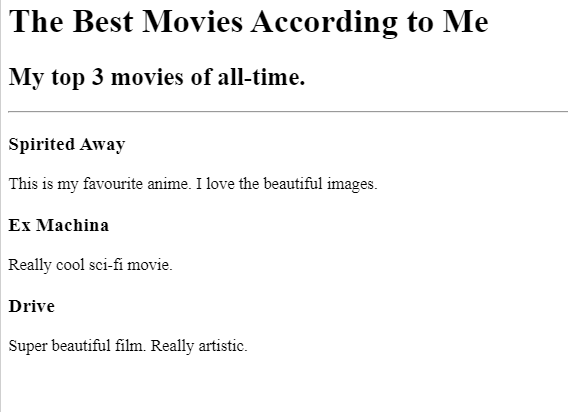 The Best Movies According to Me
My top 3 movies of all-time.
Spirited Away
This is my favourite anime. I love the beautiful images.
Ex Machina
Really cool sci-fi movie.
Drive
Super beautiful film. Really artistic.